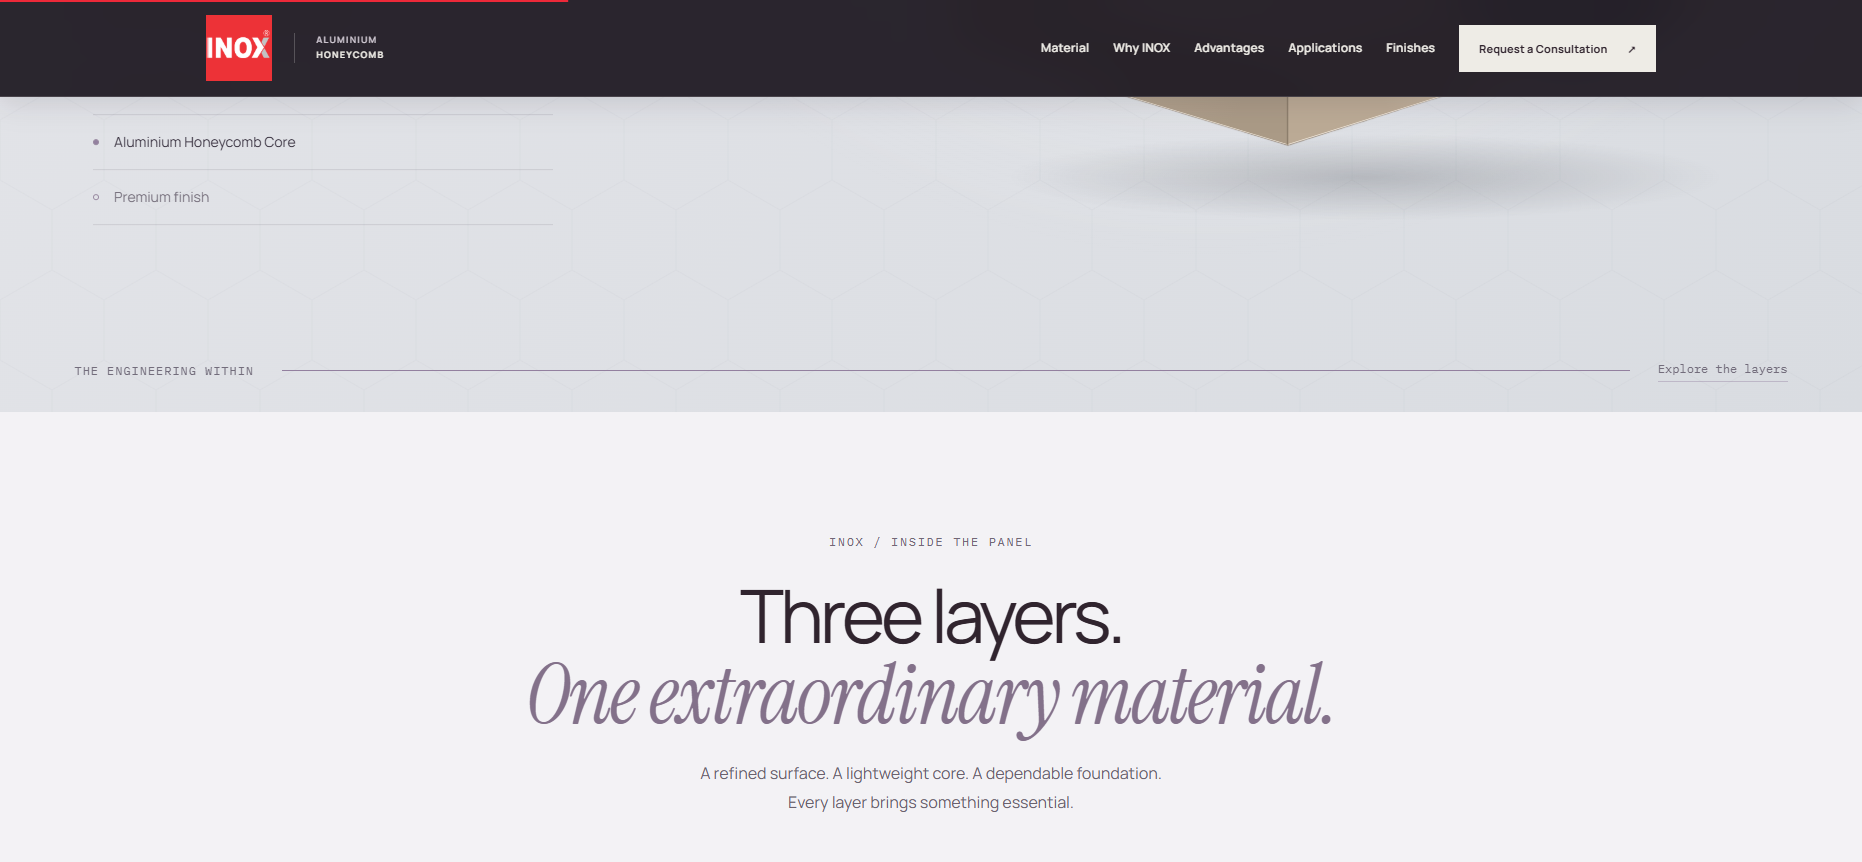 INOX®
ALUMINIUM
HONEYCOMB
Material
Why INOX
Advantages
Applications
Finishes
Request a Consultation ↗
Aluminium Honeycomb Core
Premium finish
THE ENGINEERING WITHIN
Explore the layers
INOX / INSIDE THE PANEL
Three layers.
One extraordinary material.
A refined surface. A lightweight core. A dependable foundation.
Every layer brings something essential.